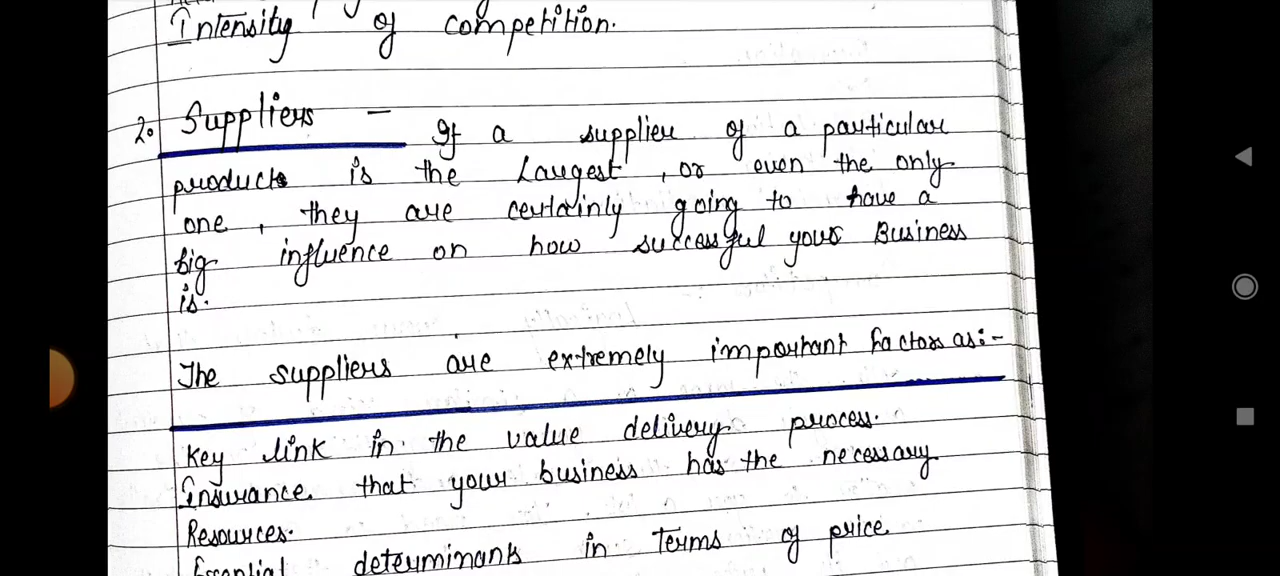 Intensity of competition.
2. Suppliers - If a supplier of a particular
products is the Largest, or even the only
one, they are certainly going to have a
big influence on how successful your Business
is.
The suppliers are extremely important factors as:-
Key link in the value delivery process.
Insurance that your business has the necessary
Resources.
Essential determinants in Terms of price